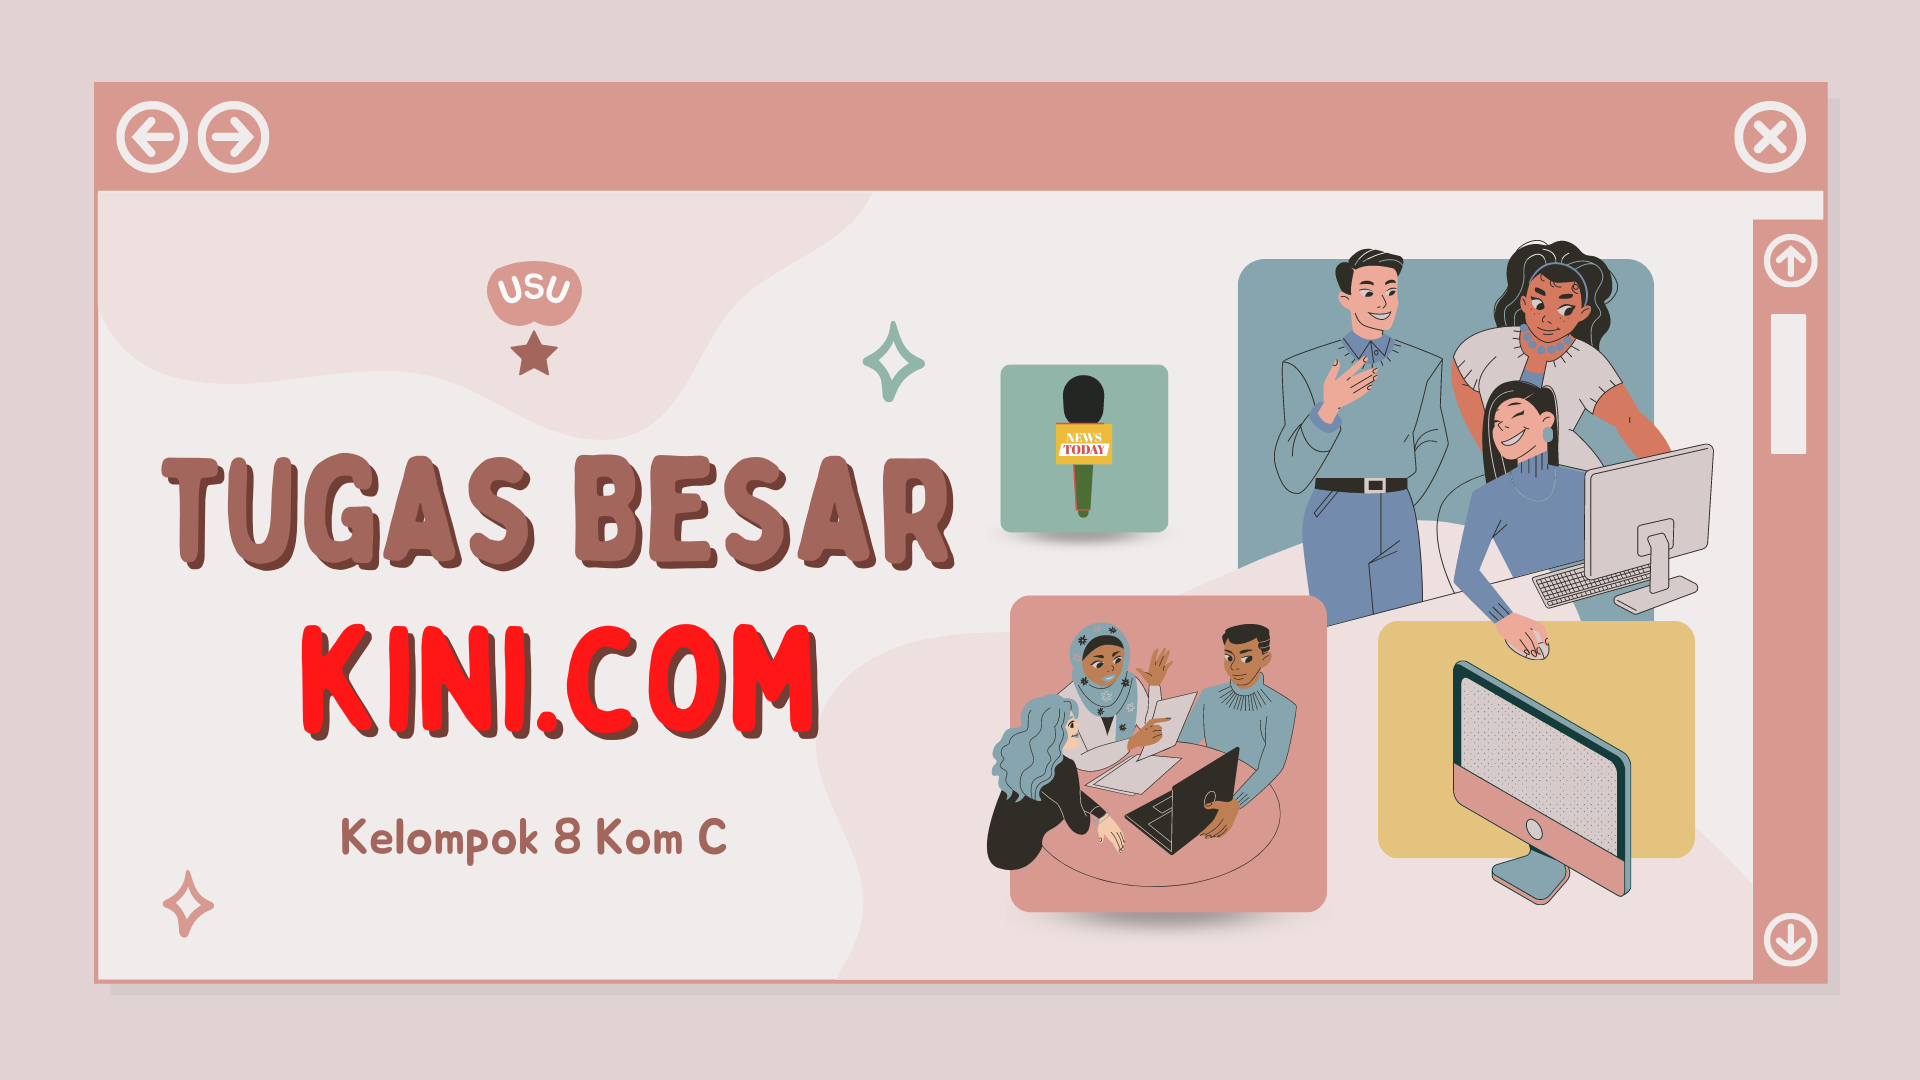 USU
TUGAS BESAR
KINI.COM
Kelompok 8 Kom C
NEWS
TODAY